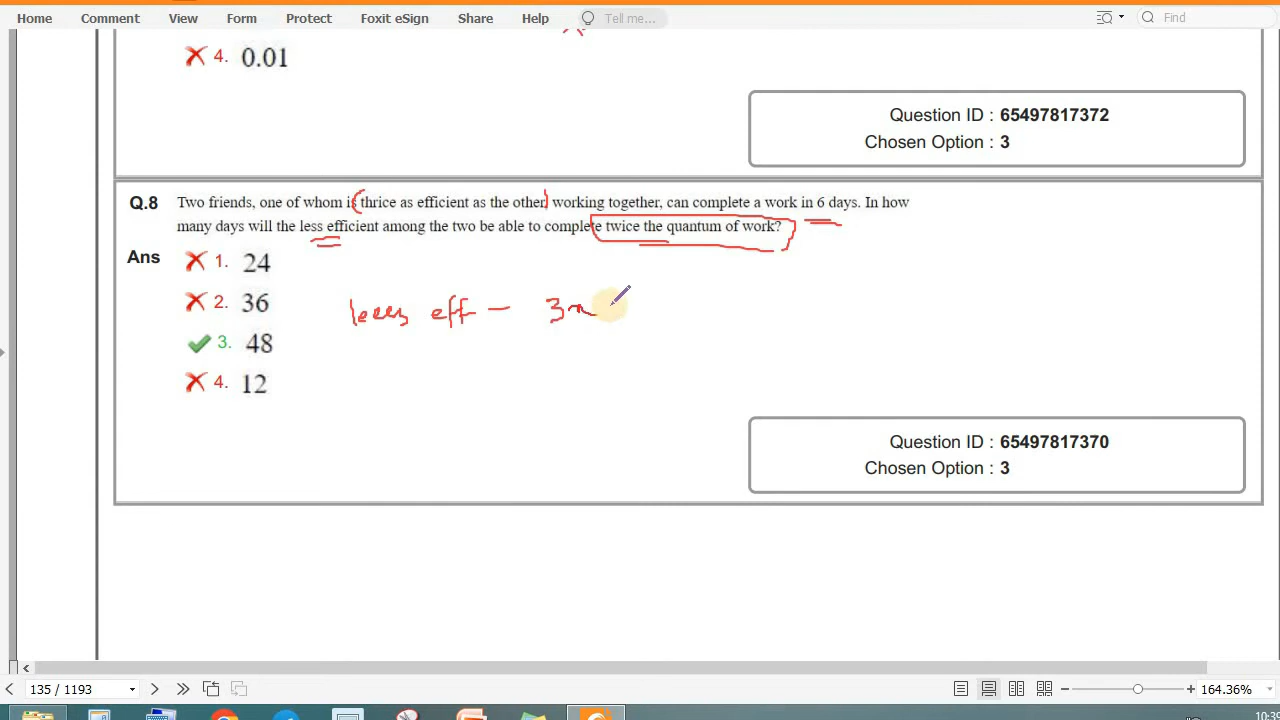 Home Comment View Form Protect Foxit eSign Share Help Tell me... Find
4. 0.01
Question ID : 65497817372
Chosen Option : 3
Q.8 Two friends, one of whom is thrice as efficient as the other, working together, can complete a work in 6 days. In how
many days will the less efficient among the two be able to complete twice the quantum of work?
Ans
1. 24
2. 36
less eff - 3x
3. 48
4. 12
Question ID : 65497817370
Chosen Option : 3
135 / 1193 164.36%